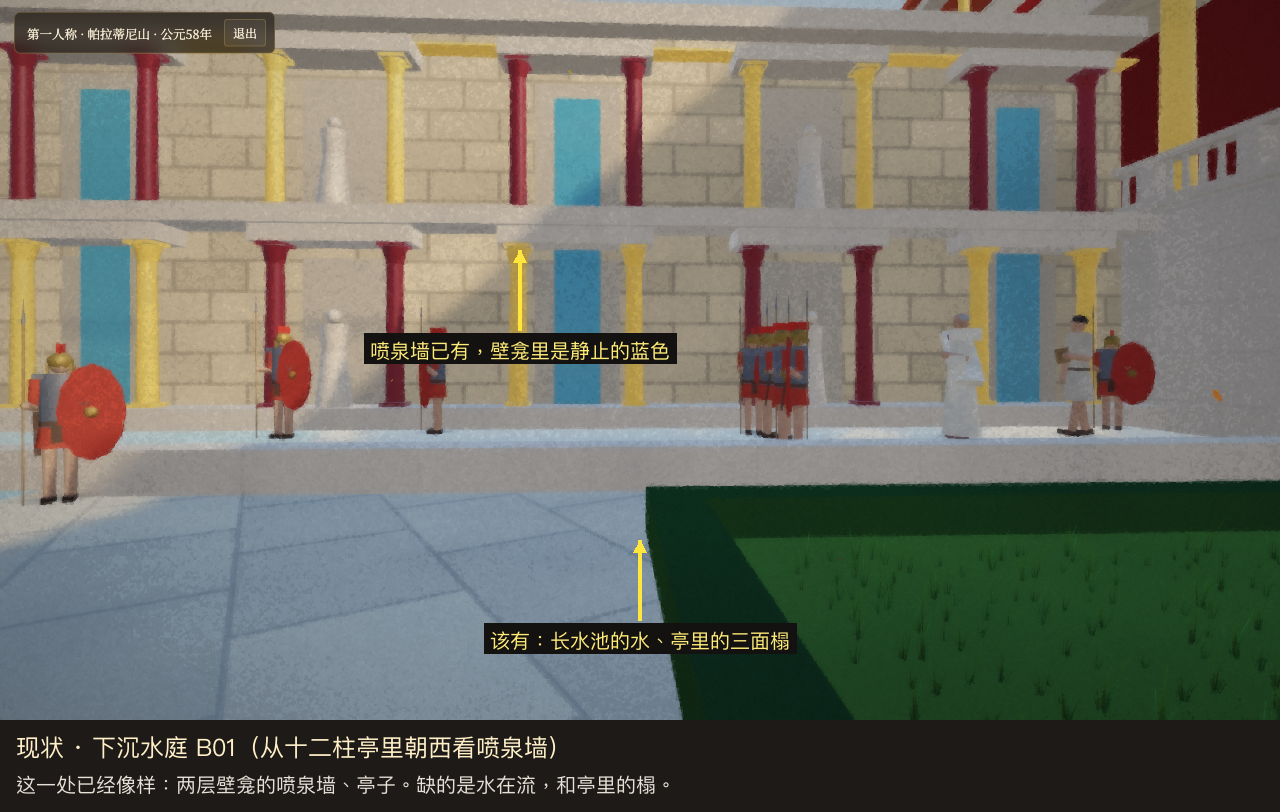 第一人称 · 帕拉蒂尼山 · 公元58年 退出
喷泉墙已有，壁龛里是静止的蓝色
该有：长水池的水、亭里的三面榻
现状 · 下沉水庭 B01（从十二柱亭里朝西看喷泉墙）
这一处已经像样：两层壁龛的喷泉墙、亭子。缺的是水在流，和亭里的榻。